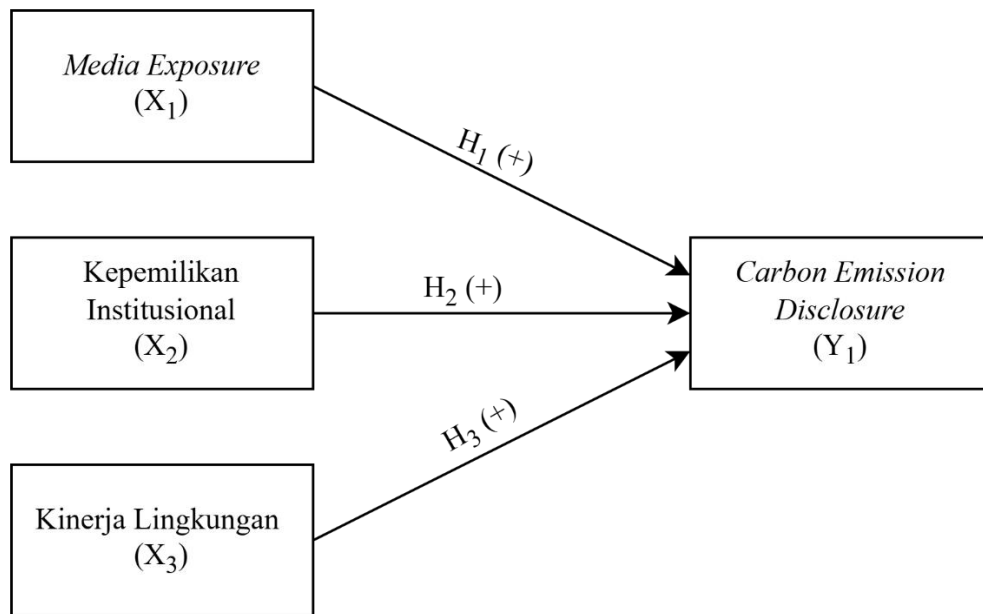 Media Exposure
(X₁)
H₁ (+)
Kepemilikan
Institusional
(X₂)
H₂ (+)
Carbon Emission
Disclosure
(Y₁)
H₃ (+)
Kinerja Lingkungan
(X₃)